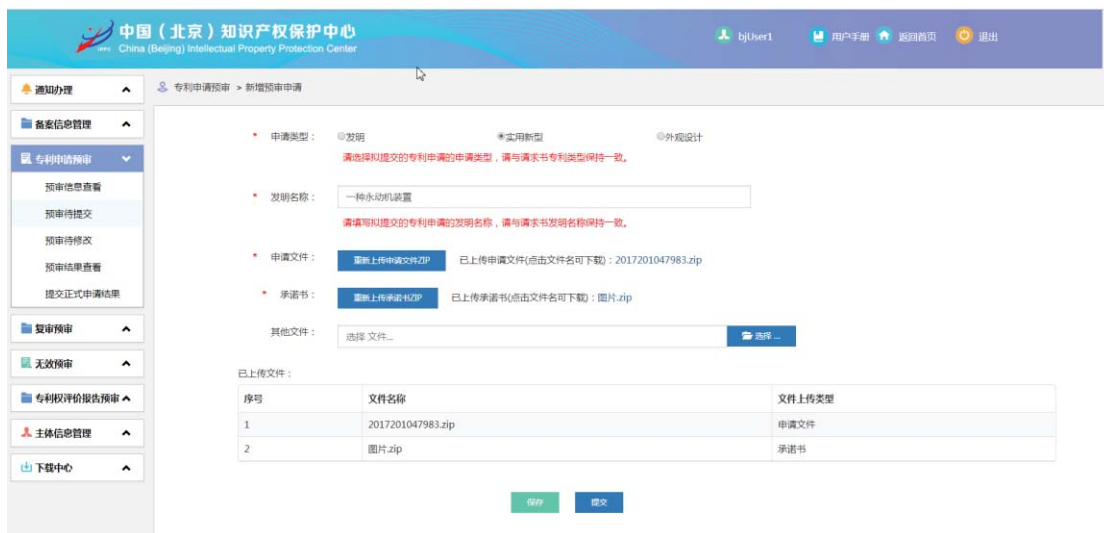 中国（北京）知识产权保护中心
IPPC China (Beijing) Intellectual Property Protection Center
bjUser1 用户手册 返回首页 退出
通知办理
专利申请预审 > 新增预审申请
备案信息管理
专利申请预审
预审信息查看
预审待提交
预审待修改
预审结果查看
提交正式申请结果
复审预审
无效预审
专利权评价报告预审
主体信息管理
下载中心
* 申请类型： 发明 实用新型 外观设计
请选择拟提交的专利申请的申请类型，请与请求书专利类型保持一致。
* 发明名称： 一种永动机装置
请填写拟提交的专利申请的发明名称，请与请求书发明名称保持一致。
* 申请文件： 重新上传申请文件ZIP 已上传申请文件(点击文件名可下载)：2017201047983.zip
* 承诺书： 重新上传承诺书ZIP 已上传承诺书(点击文件名可下载)：图片.zip
其他文件： 选择 文件... 选择 ...
已上传文件：
序号 文件名称 文件上传类型
1 2017201047983.zip 申请文件
2 图片.zip 承诺书
保存 提交